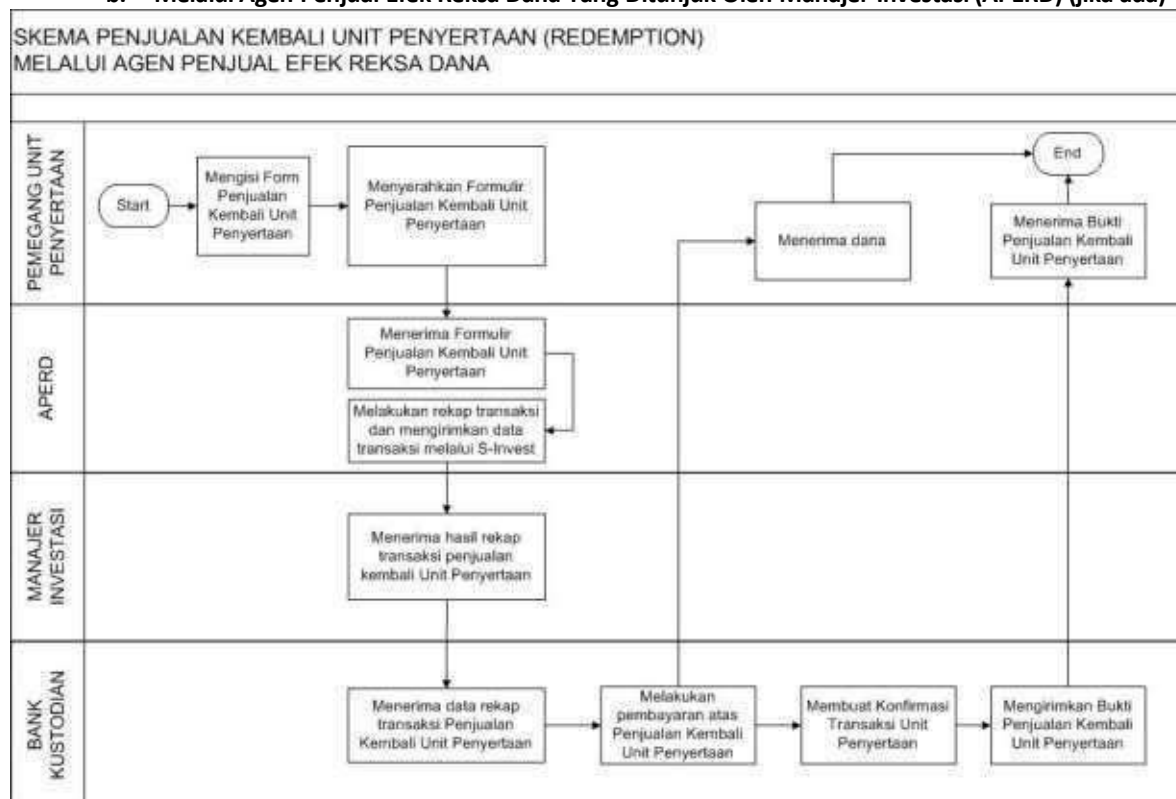 b. Melalui Agen Penjual Efek Reksa Dana Yang Ditunjuk Oleh Manajer Investasi (APERD) (jika ada)
SKEMA PENJUALAN KEMBALI UNIT PENYERTAAN (REDEMPTION)
MELALUI AGEN PENJUAL EFEK REKSA DANA
PEMEGANG UNIT
PENYERTAAN
Start
Mengisi Form
Penjualan
Kembali Unit
Penyertaan
Menyerahkan Formulir
Penjualan Kembali Unit
Penyertaan
Menerima dana
End
Menerima Bukti
Penjualan Kembali
Unit Penyertaan
APERD
Menerima Formulir
Penjualan Kembali Unit
Penyertaan
Melakukan rekap transaksi
dan mengirimkan data
transaksi melalui S-Invest
MANAJER
INVESTASI
Menerima hasil rekap
transaksi penjualan
kembali Unit Penyertaan
BANK
KUSTODIAN
Menerima data rekap
transaksi Penjualan
Kembali Unit Penyertaan
Melakukan
pembayaran atas
Penjualan Kembali
Unit Penyertaan
Membuat Konfirmasi
Transaksi Unit
Penyertaan
Mengirimkan Bukti
Penjualan Kembali
Unit Penyertaan